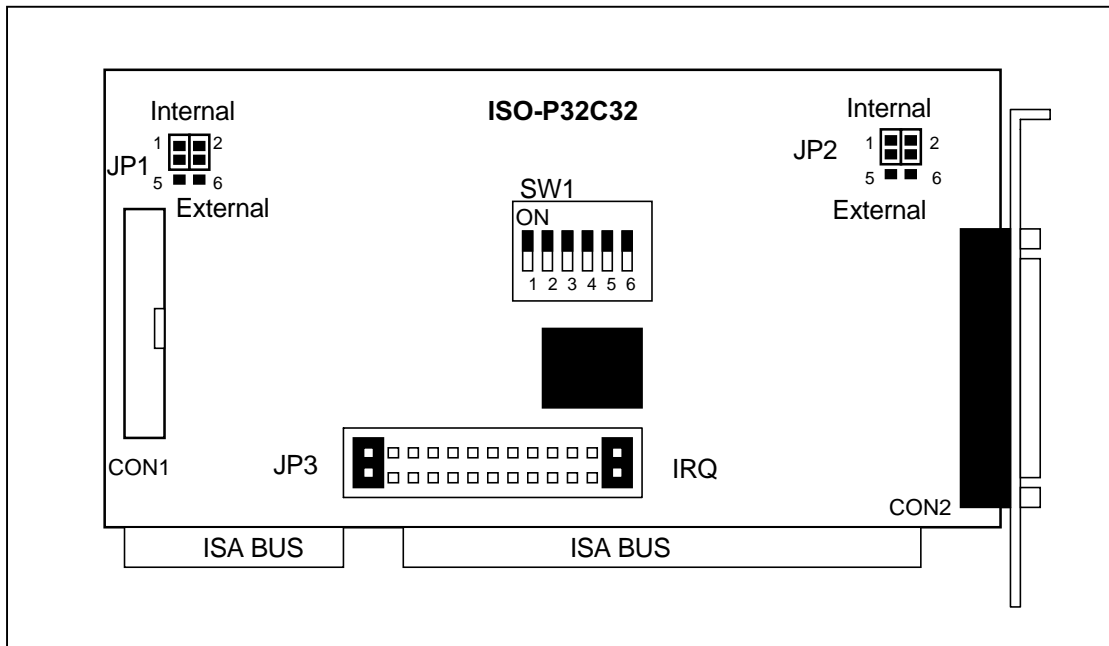 ISO-P32C32
Internal
1 2
JP1
5 6
External
Internal
1 2
JP2
5 6
External
SW1
ON
1 2 3 4 5 6
CON1
JP3
IRQ
CON2
ISA BUS
ISA BUS